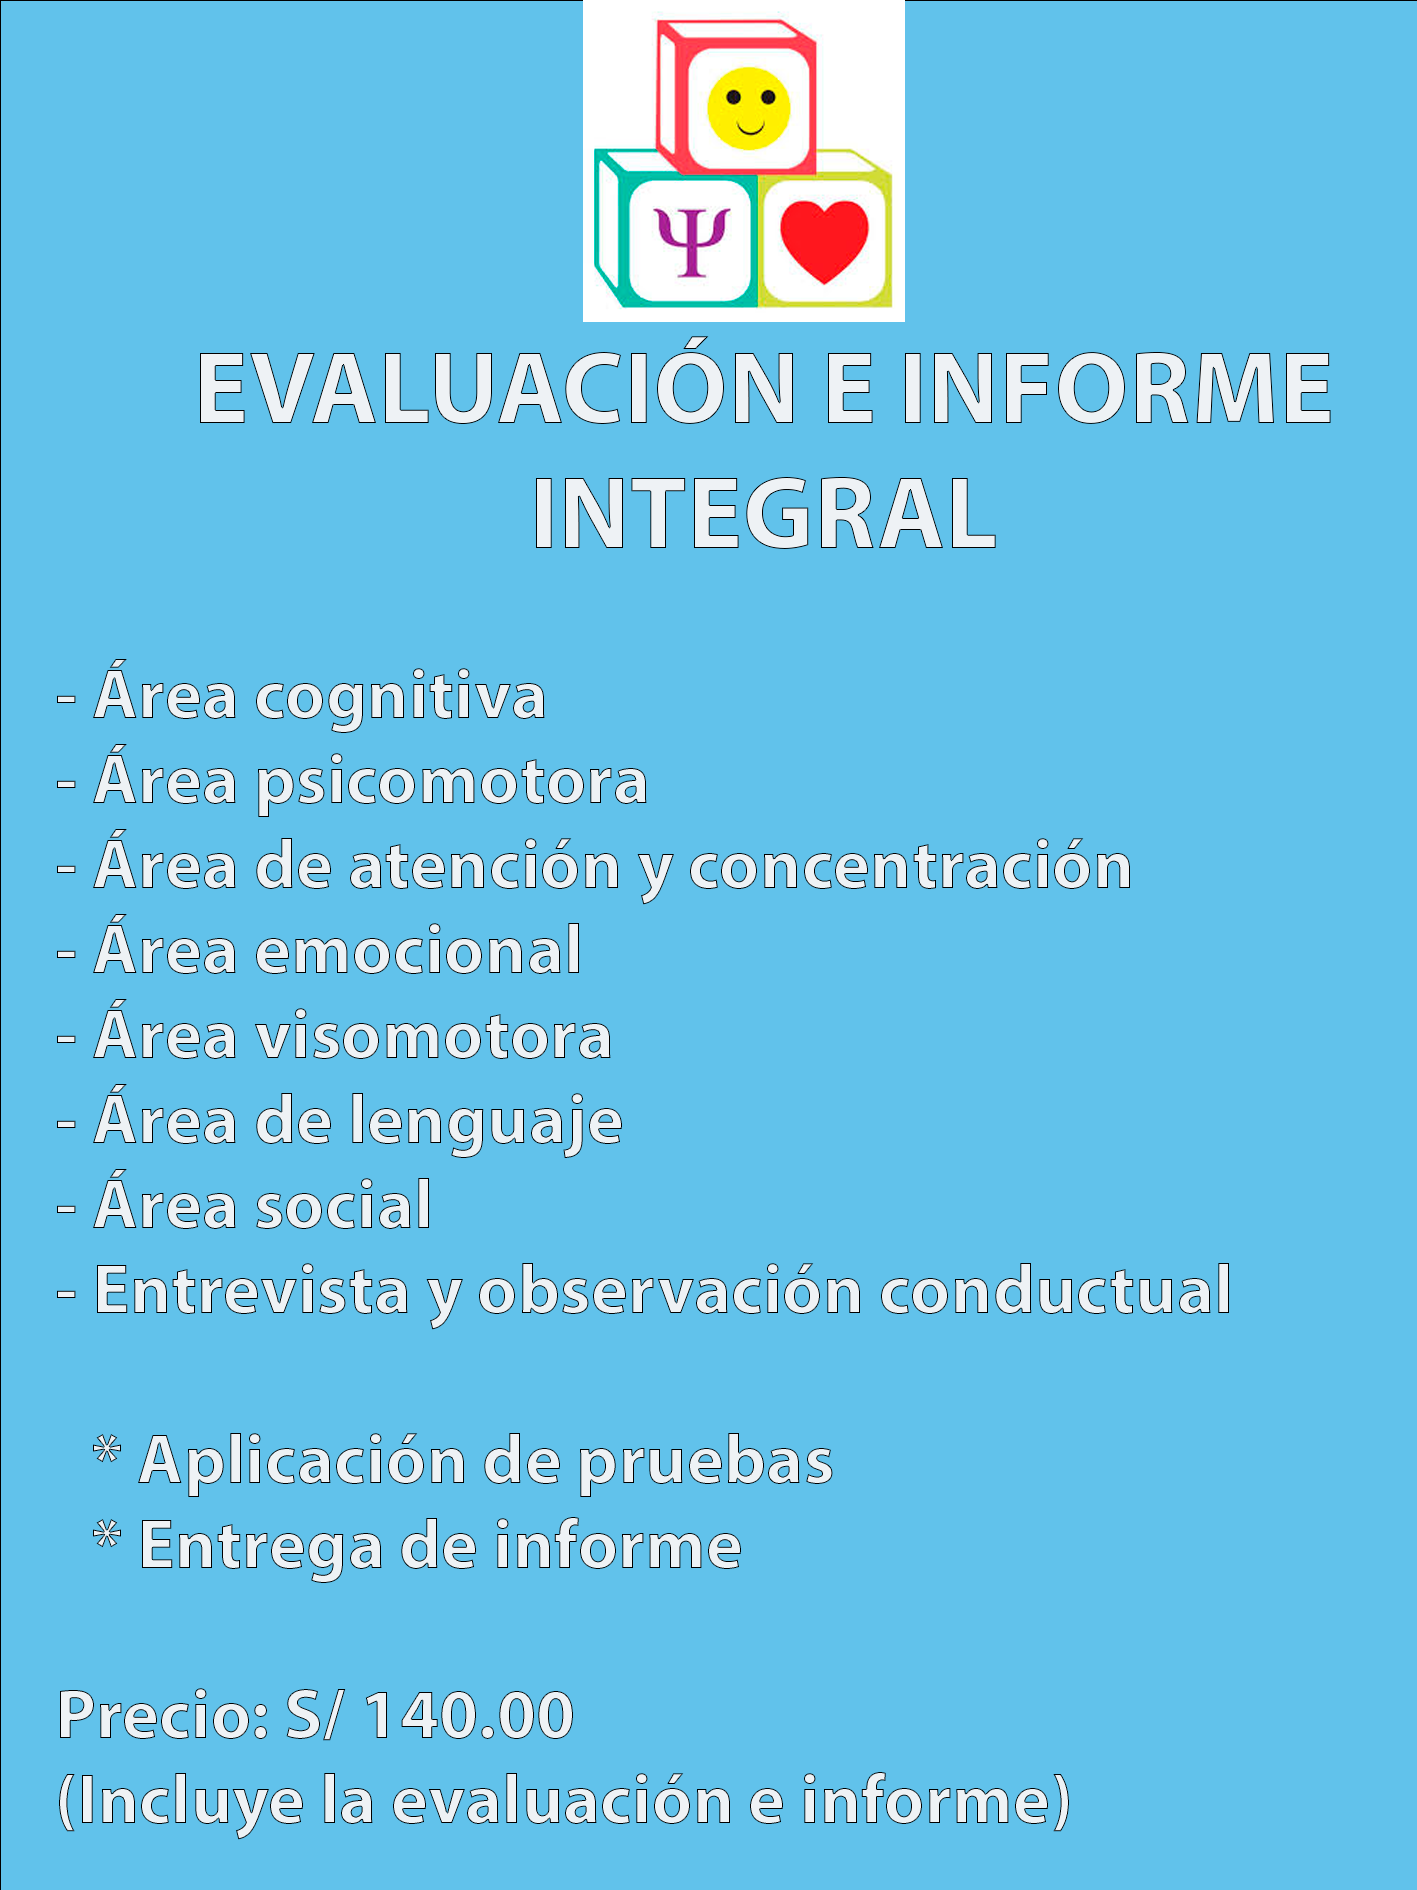 Ψ
EVALUACIÓN E INFORME
INTEGRAL
- Área cognitiva
- Área psicomotora
- Área de atención y concentración
- Área emocional
- Área visomotora
- Área de lenguaje
- Área social
- Entrevista y observación conductual
* Aplicación de pruebas
* Entrega de informe
Precio: S/ 140.00
(Incluye la evaluación e informe)